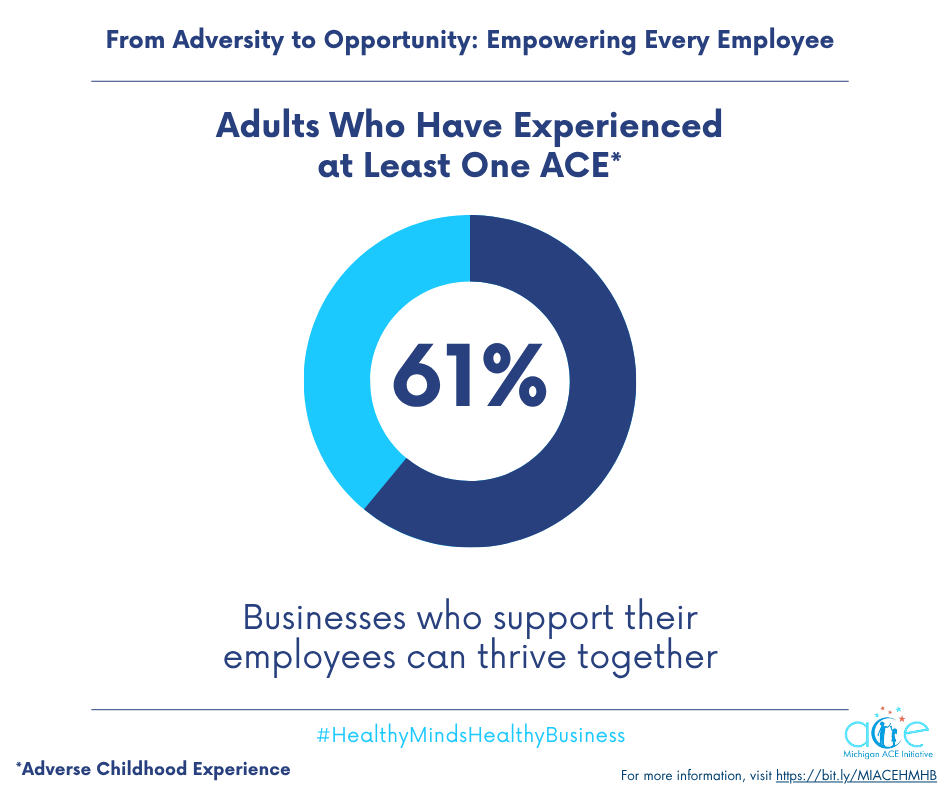 From Adversity to Opportunity: Empowering Every Employee
Adults Who Have Experienced
at Least One ACE*
61%
Businesses who support their
employees can thrive together
#HealthyMindsHealthyBusiness
ace
Michigan ACE Initiative
*Adverse Childhood Experience
For more information, visit https://bit.ly/MIACEHMHB